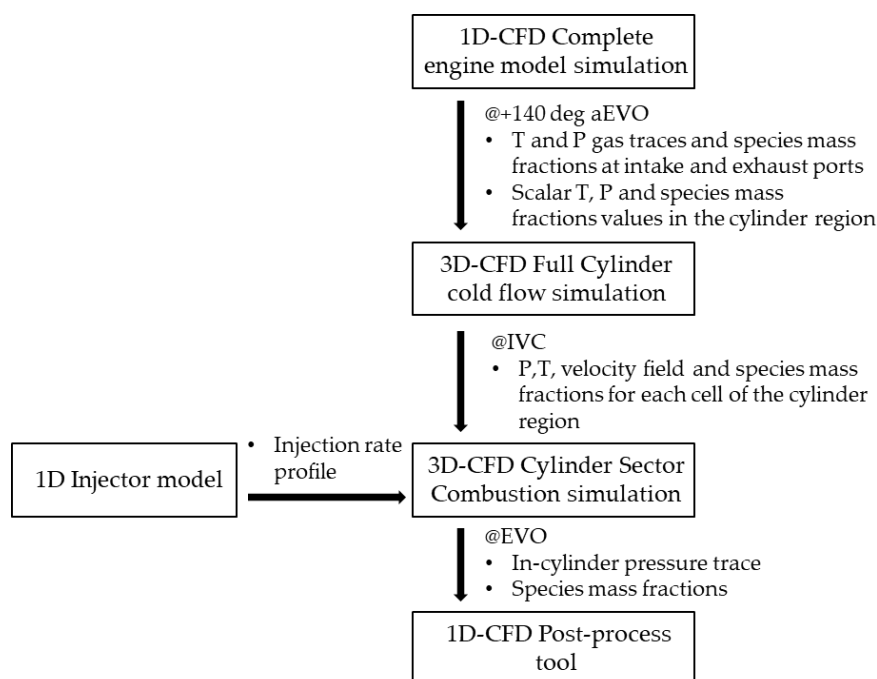 1D-CFD Complete
engine model simulation
@+140 deg aEVO
• T and P gas traces and species mass
fractions at intake and exhaust ports
• Scalar T, P and species mass
fractions values in the cylinder region
3D-CFD Full Cylinder
cold flow simulation
@IVC
• P,T, velocity field and species mass
fractions for each cell of the cylinder
region
1D Injector model
• Injection rate
profile
3D-CFD Cylinder Sector
Combustion simulation
@EVO
• In-cylinder pressure trace
• Species mass fractions
1D-CFD Post-process
tool